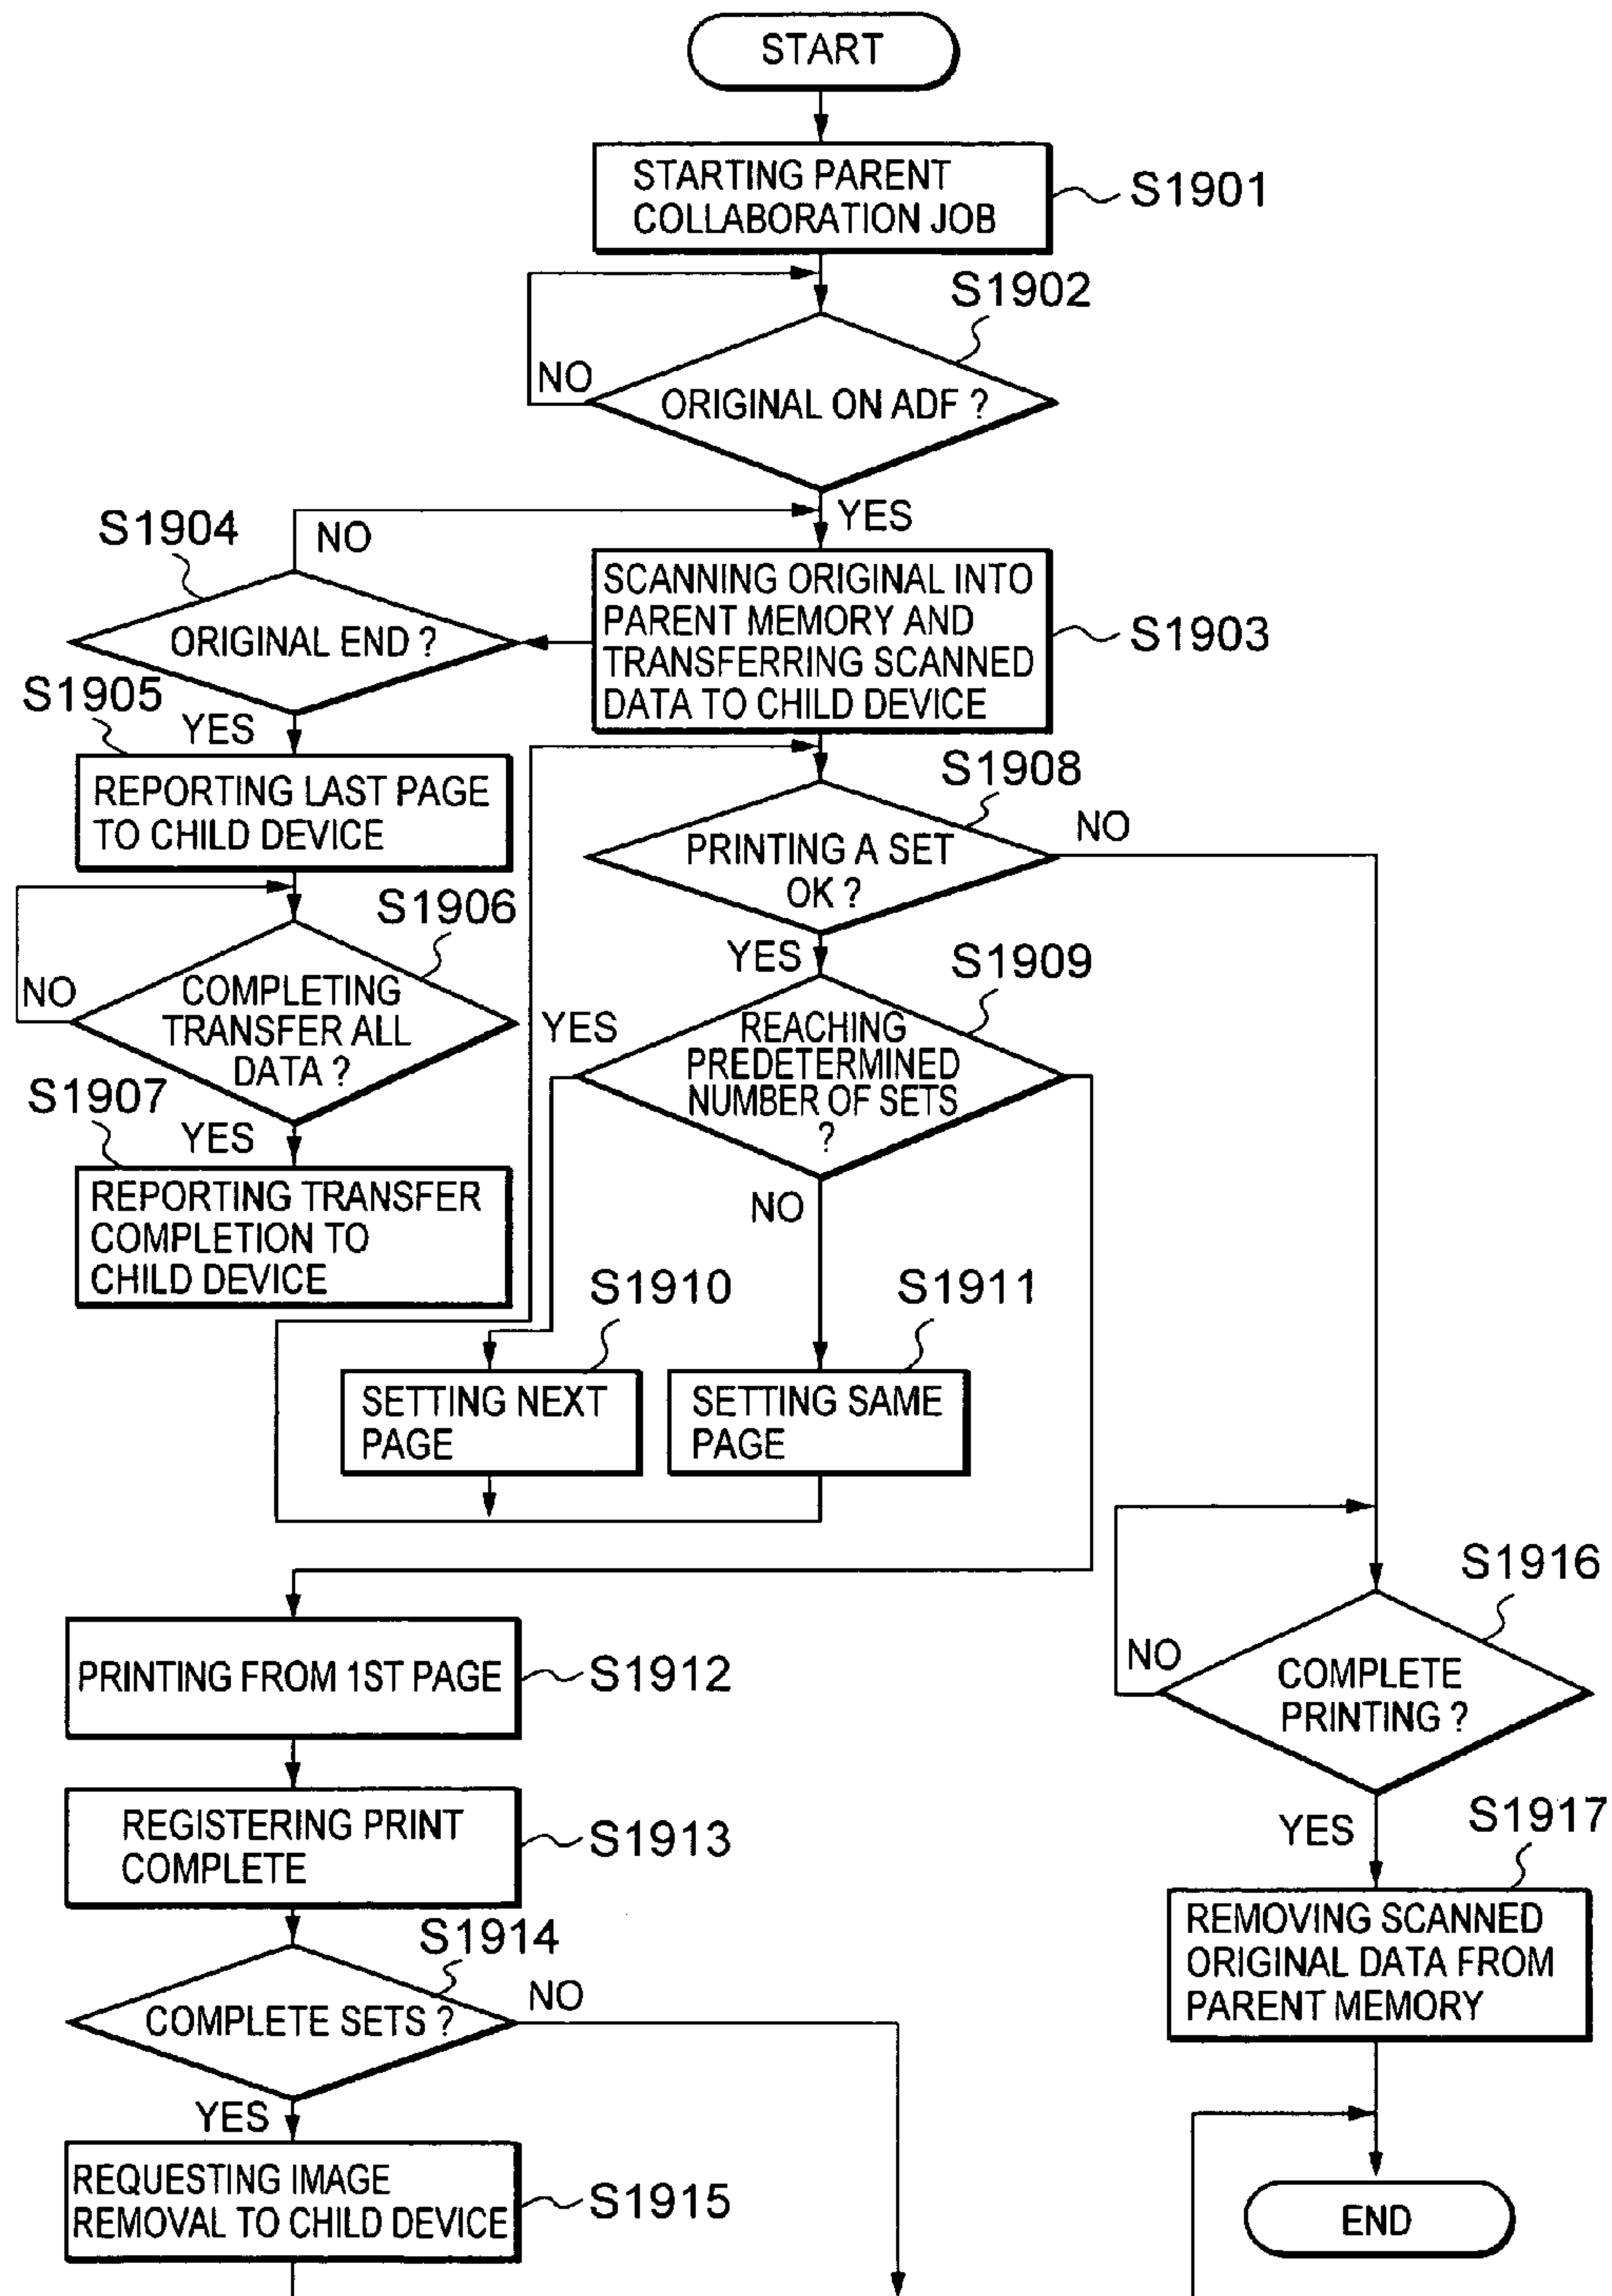 START
STARTING PARENT
COLLABORATION JOB
S1901
S1902
NO
ORIGINAL ON ADF ?
YES
S1904
NO
ORIGINAL END ?
SCANNING ORIGINAL INTO
PARENT MEMORY AND
TRANSFERRING SCANNED
DATA TO CHILD DEVICE
S1903
S1905
YES
REPORTING LAST PAGE
TO CHILD DEVICE
S1908
NO
PRINTING A SET
OK ?
S1906
NO
COMPLETING
TRANSFER ALL
DATA ?
YES
S1909
YES
REACHING
PREDETERMINED
NUMBER OF SETS
?
S1907
YES
REPORTING TRANSFER
COMPLETION TO
CHILD DEVICE
NO
S1910
S1911
SETTING NEXT
PAGE
SETTING SAME
PAGE
PRINTING FROM 1ST PAGE
S1912
S1916
NO
COMPLETE
PRINTING ?
REGISTERING PRINT
COMPLETE
S1913
YES
S1917
REMOVING SCANNED
ORIGINAL DATA FROM
PARENT MEMORY
S1914
COMPLETE SETS ?
NO
YES
REQUESTING IMAGE
REMOVAL TO CHILD DEVICE
S1915
END